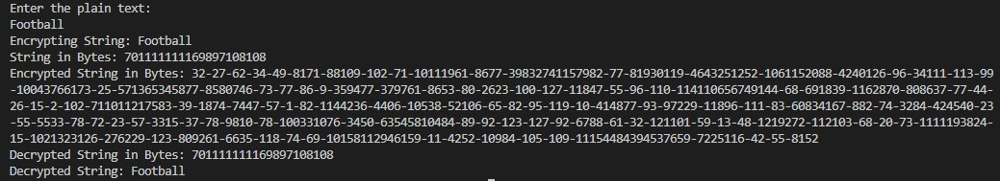 Enter the plain text:
Football
Encrypting String: Football
String in Bytes: 701111111169897108108
Encrypted String in Bytes: 32-27-62-34-49-8171-88109-102-71-10111961-8677-39832741157982-77-81930119-4643251252-1061152088-4240126-96-34111-113-99
-10043766173-25-571365345877-8580746-73-77-86-9-359477-379761-8653-80-2623-100-127-11847-55-96-110-114110656749144-68-691839-1162870-808637-77-44-
26-15-2-102-711011217583-39-1874-7447-57-1-82-1144236-4406-10538-52106-65-82-95-119-10-414877-93-97229-11896-111-83-60834167-882-74-3284-424540-23
-55-5533-78-72-23-57-3315-37-78-9810-78-100331076-3450-63545810484-89-92-123-127-92-6788-61-32-121101-59-13-48-1219272-112103-68-20-73-1111193824-
15-1021323126-276229-123-809261-6635-118-74-69-10158112946159-11-4252-10984-105-109-11154484394537659-7225116-42-55-8152
Decrypted String in Bytes: 701111111169897108108
Decrypted String: Football